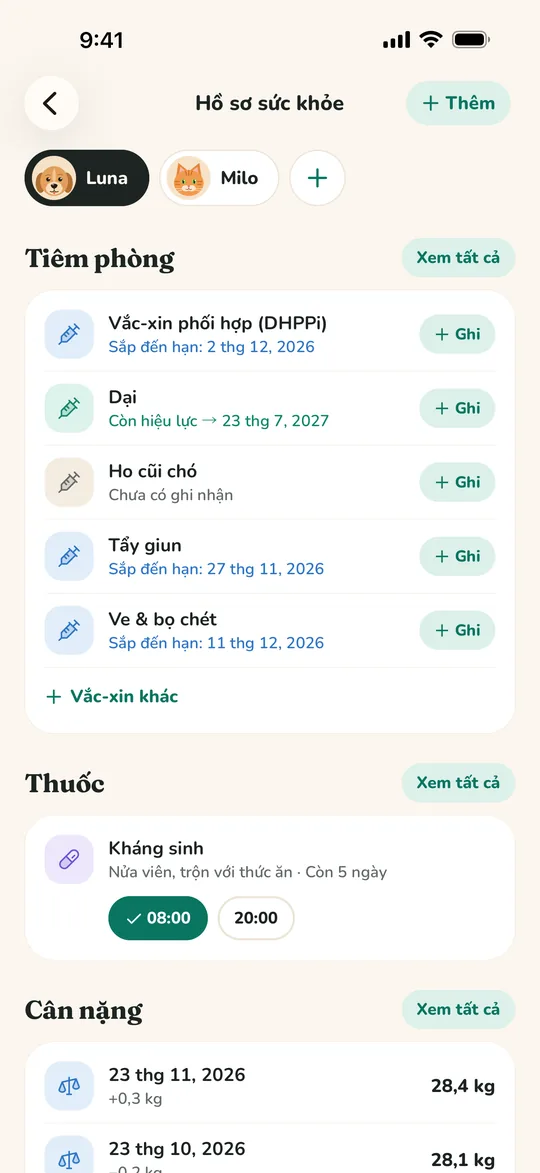 9:41
Hồ sơ sức khỏe
+ Thêm
Luna
Milo
+
Tiêm phòng
Xem tất cả
Vắc-xin phối hợp (DHPPi)
Sắp đến hạn: 2 thg 12, 2026
+ Ghi
Dại
Còn hiệu lực → 23 thg 7, 2027
+ Ghi
Ho cũi chó
Chưa có ghi nhận
+ Ghi
Tẩy giun
Sắp đến hạn: 27 thg 11, 2026
+ Ghi
Ve & bọ chét
Sắp đến hạn: 11 thg 12, 2026
+ Ghi
+ Vắc-xin khác
Thuốc
Xem tất cả
Kháng sinh
Nửa viên, trộn với thức ăn · Còn 5 ngày
✓ 08:00
20:00
Cân nặng
Xem tất cả
23 thg 11, 2026
+0,3 kg
28,4 kg
23 thg 10, 2026
−0,2 kg
28,1 kg